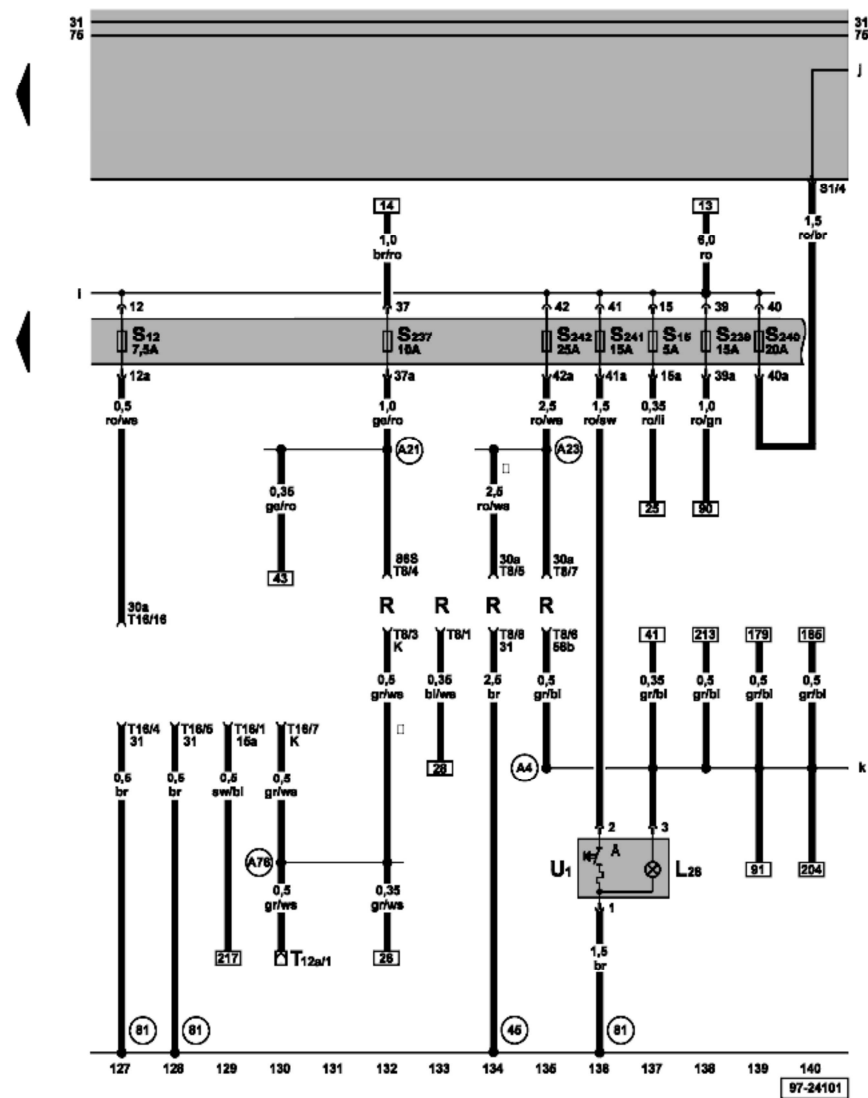 31 31
75 75
j
S1/4
14 13
1,0 6,0 1,5
br/ro ro ro/br
i
12 37 42 41 15 39 40
S12 S237 S242 S241 S15 S239 S240
7,5A 10A 25A 15A 5A 15A 20A
12a 37a 42a 41a 15a 39a 40a
0,5 1,0 2,5 1,5 0,35 1,0
ro/ws ge/ro ro/ws ro/sw ro/li ro/gn
A21 A23
0,35 2,5
ge/ro ro/ws
25 90
43
86S 30a 30a
T8/4 T8/5 T8/7
30a
T16/16
R R R R
T8/3 T8/1 T8/8 T8/6
K 31 58b
41 213 179 185
0,5 0,35 2,5 0,5 0,35 0,5 0,5 0,5
gr/ws bl/ws br gr/bl gr/bl gr/bl gr/bl gr/bl
T16/4 T16/5 T16/1 T16/7
31 31 15a K
28 A4 k
0,5 0,5 0,5 0,5
br br sw/bl gr/ws
2 3
A76 U1 L28 91 204
0,5 0,35
gr/ws gr/ws
1
217 T12a/1 26
1,5
br
81 81 45 81
127 128 129 130 131 132 133 134 135 136 137 138 139 140
97-24101